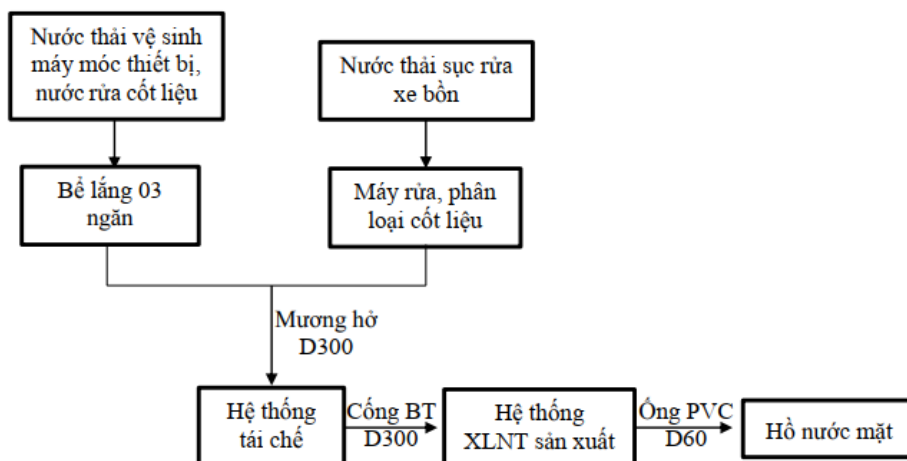 Nước thải vệ sinh
máy móc thiết bị,
nước rửa cốt liệu
Nước thải sục rửa
xe bồn
Bể lắng 03
ngăn
Máy rửa, phân
loại cốt liệu
Mương hở
D300
Hệ thống
tái chế
Cống BT
D300
Hệ thống
XLNT sản xuất
Ống PVC
D60
Hồ nước mặt